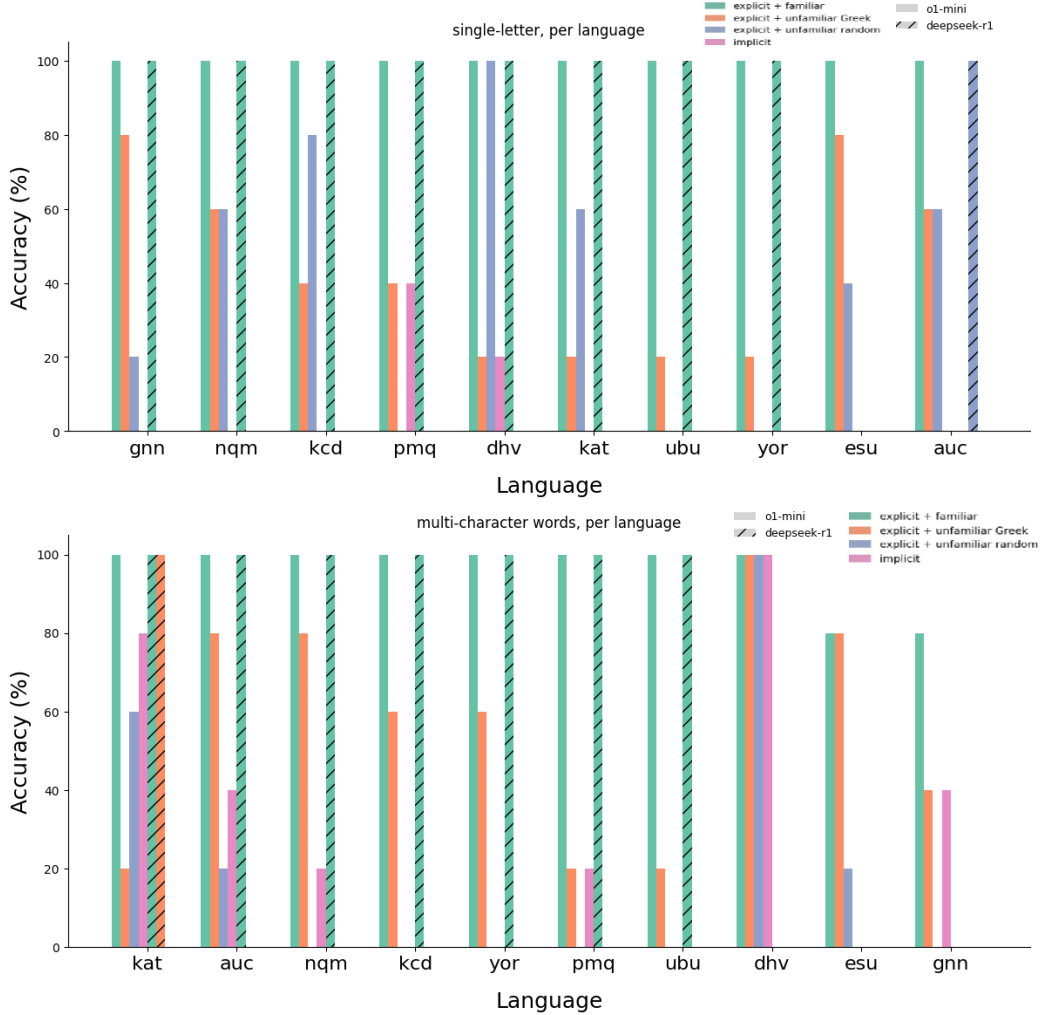 explicit + familiar
explicit + unfamiliar Greek
explicit + unfamiliar random
implicit
o1-mini
deepseek-r1
single-letter, per language
Accuracy (%)
100
80
60
40
20
0
gnn nqm kcd pmq dhv kat ubu yor esu auc
Language
multi-character words, per language
o1-mini
deepseek-r1
explicit + familiar
explicit + unfamiliar Greek
explicit + unfamiliar random
implicit
Accuracy (%)
100
80
60
40
20
0
kat auc nqm kcd yor pmq ubu dhv esu gnn
Language